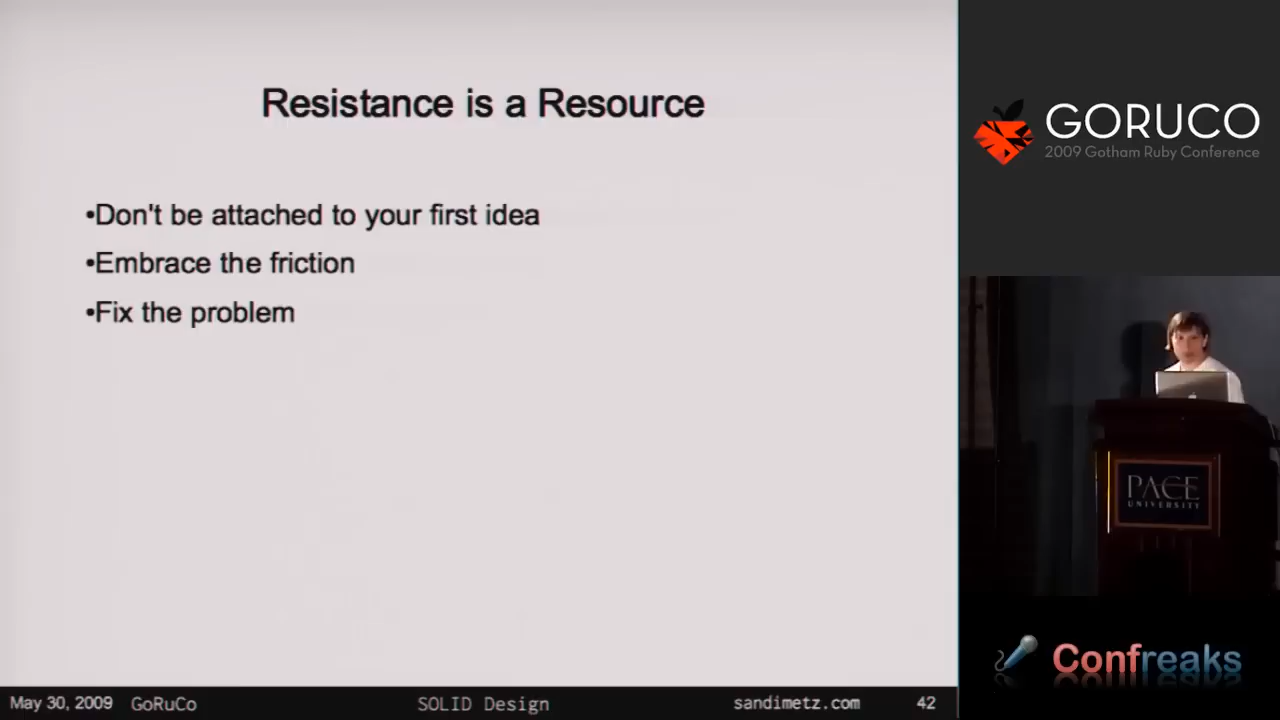 Resistance is a Resource
•Don't be attached to your first idea
•Embrace the friction
•Fix the problem
May 30, 2009 GoRuCo SOLID Design sandimetz.com 42
GORUCO
2009 Gotham Ruby Conference
PACE
UNIVERSITY
Confreaks